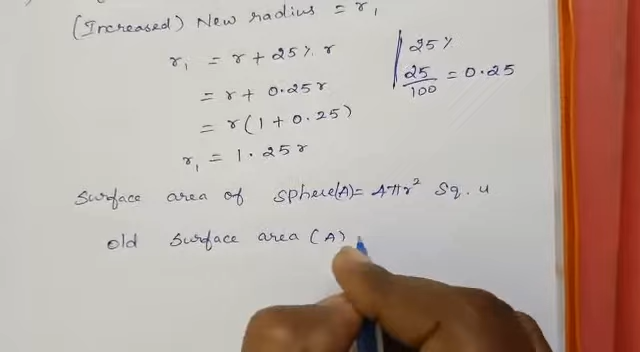 (Increased) New radius = r₁
r₁ = r + 25% r
= r + 0.25r
= r(1 + 0.25)
r₁ = 1.25r
25%
25/100 = 0.25
Surface area of sphere(A) = 4πr² Sq. u
old surface area (A)